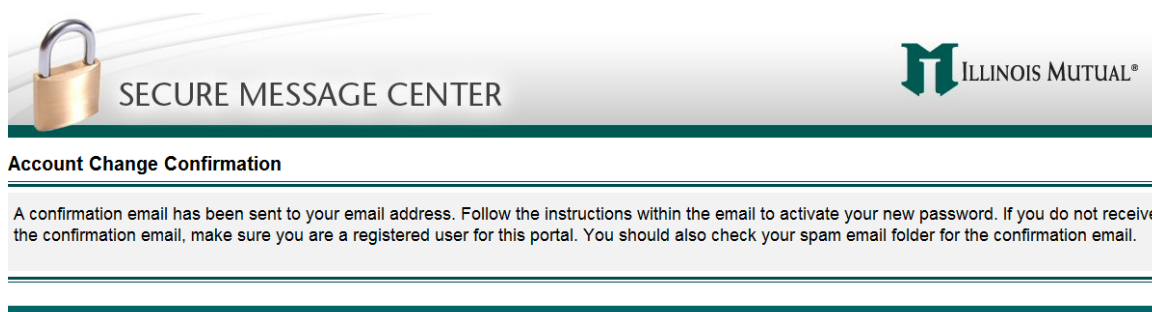 SECURE MESSAGE CENTER
ILLINOIS MUTUAL®
Account Change Confirmation
A confirmation email has been sent to your email address. Follow the instructions within the email to activate your new password. If you do not receive
the confirmation email, make sure you are a registered user for this portal. You should also check your spam email folder for the confirmation email.